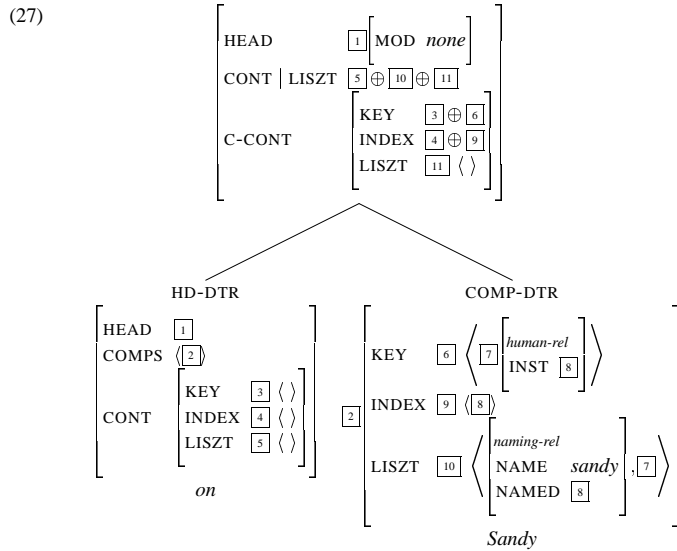 (27)
HEAD 1 [MOD none]
CONT | LISZT 5 ⊕ 10 ⊕ 11
KEY 3 ⊕ 6
C-CONT INDEX 4 ⊕ 9
LISZT 11 ⟨ ⟩
HD-DTR COMP-DTR
HEAD 1
COMPS ⟨ 2 ⟩
KEY 3 ⟨ ⟩
CONT INDEX 4 ⟨ ⟩
LISZT 5 ⟨ ⟩
on
2
human-rel
KEY 6 ⟨ 7 [INST 8] ⟩
INDEX 9 ⟨ 8 ⟩
naming-rel
LISZT 10 ⟨ [NAME sandy], 7 ⟩
NAMED 8
Sandy